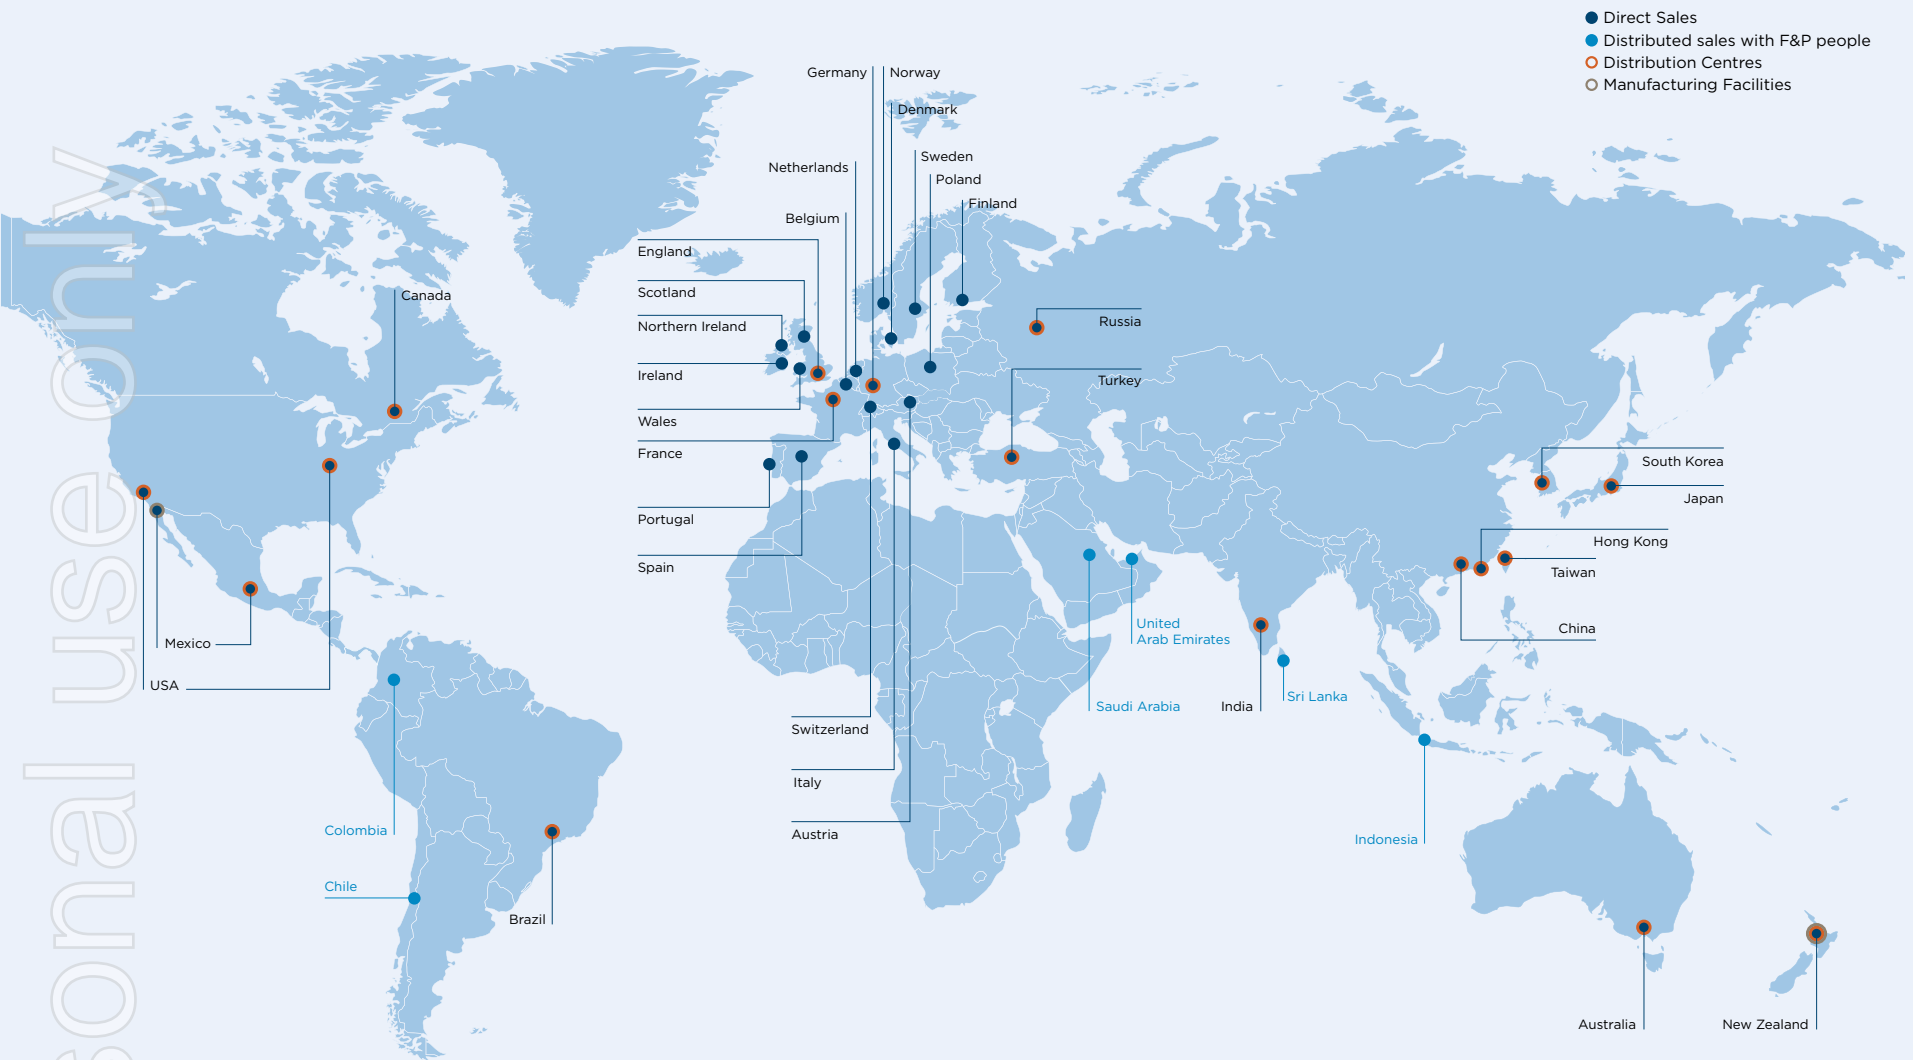 Direct Sales
Distributed sales with F&P people
Distribution Centres
Manufacturing Facilities
Germany
Norway
Denmark
Netherlands
Sweden
Poland
Belgium
Finland
England
Scotland
Canada
Northern Ireland
Russia
Ireland
Turkey
Wales
France
South Korea
Japan
Portugal
Hong Kong
Spain
Taiwan
China
United
Arab Emirates
Mexico
USA
Saudi Arabia
India
Sri Lanka
Switzerland
Italy
Colombia
Austria
Indonesia
Chile
Brazil
Australia
New Zealand
sonal use only